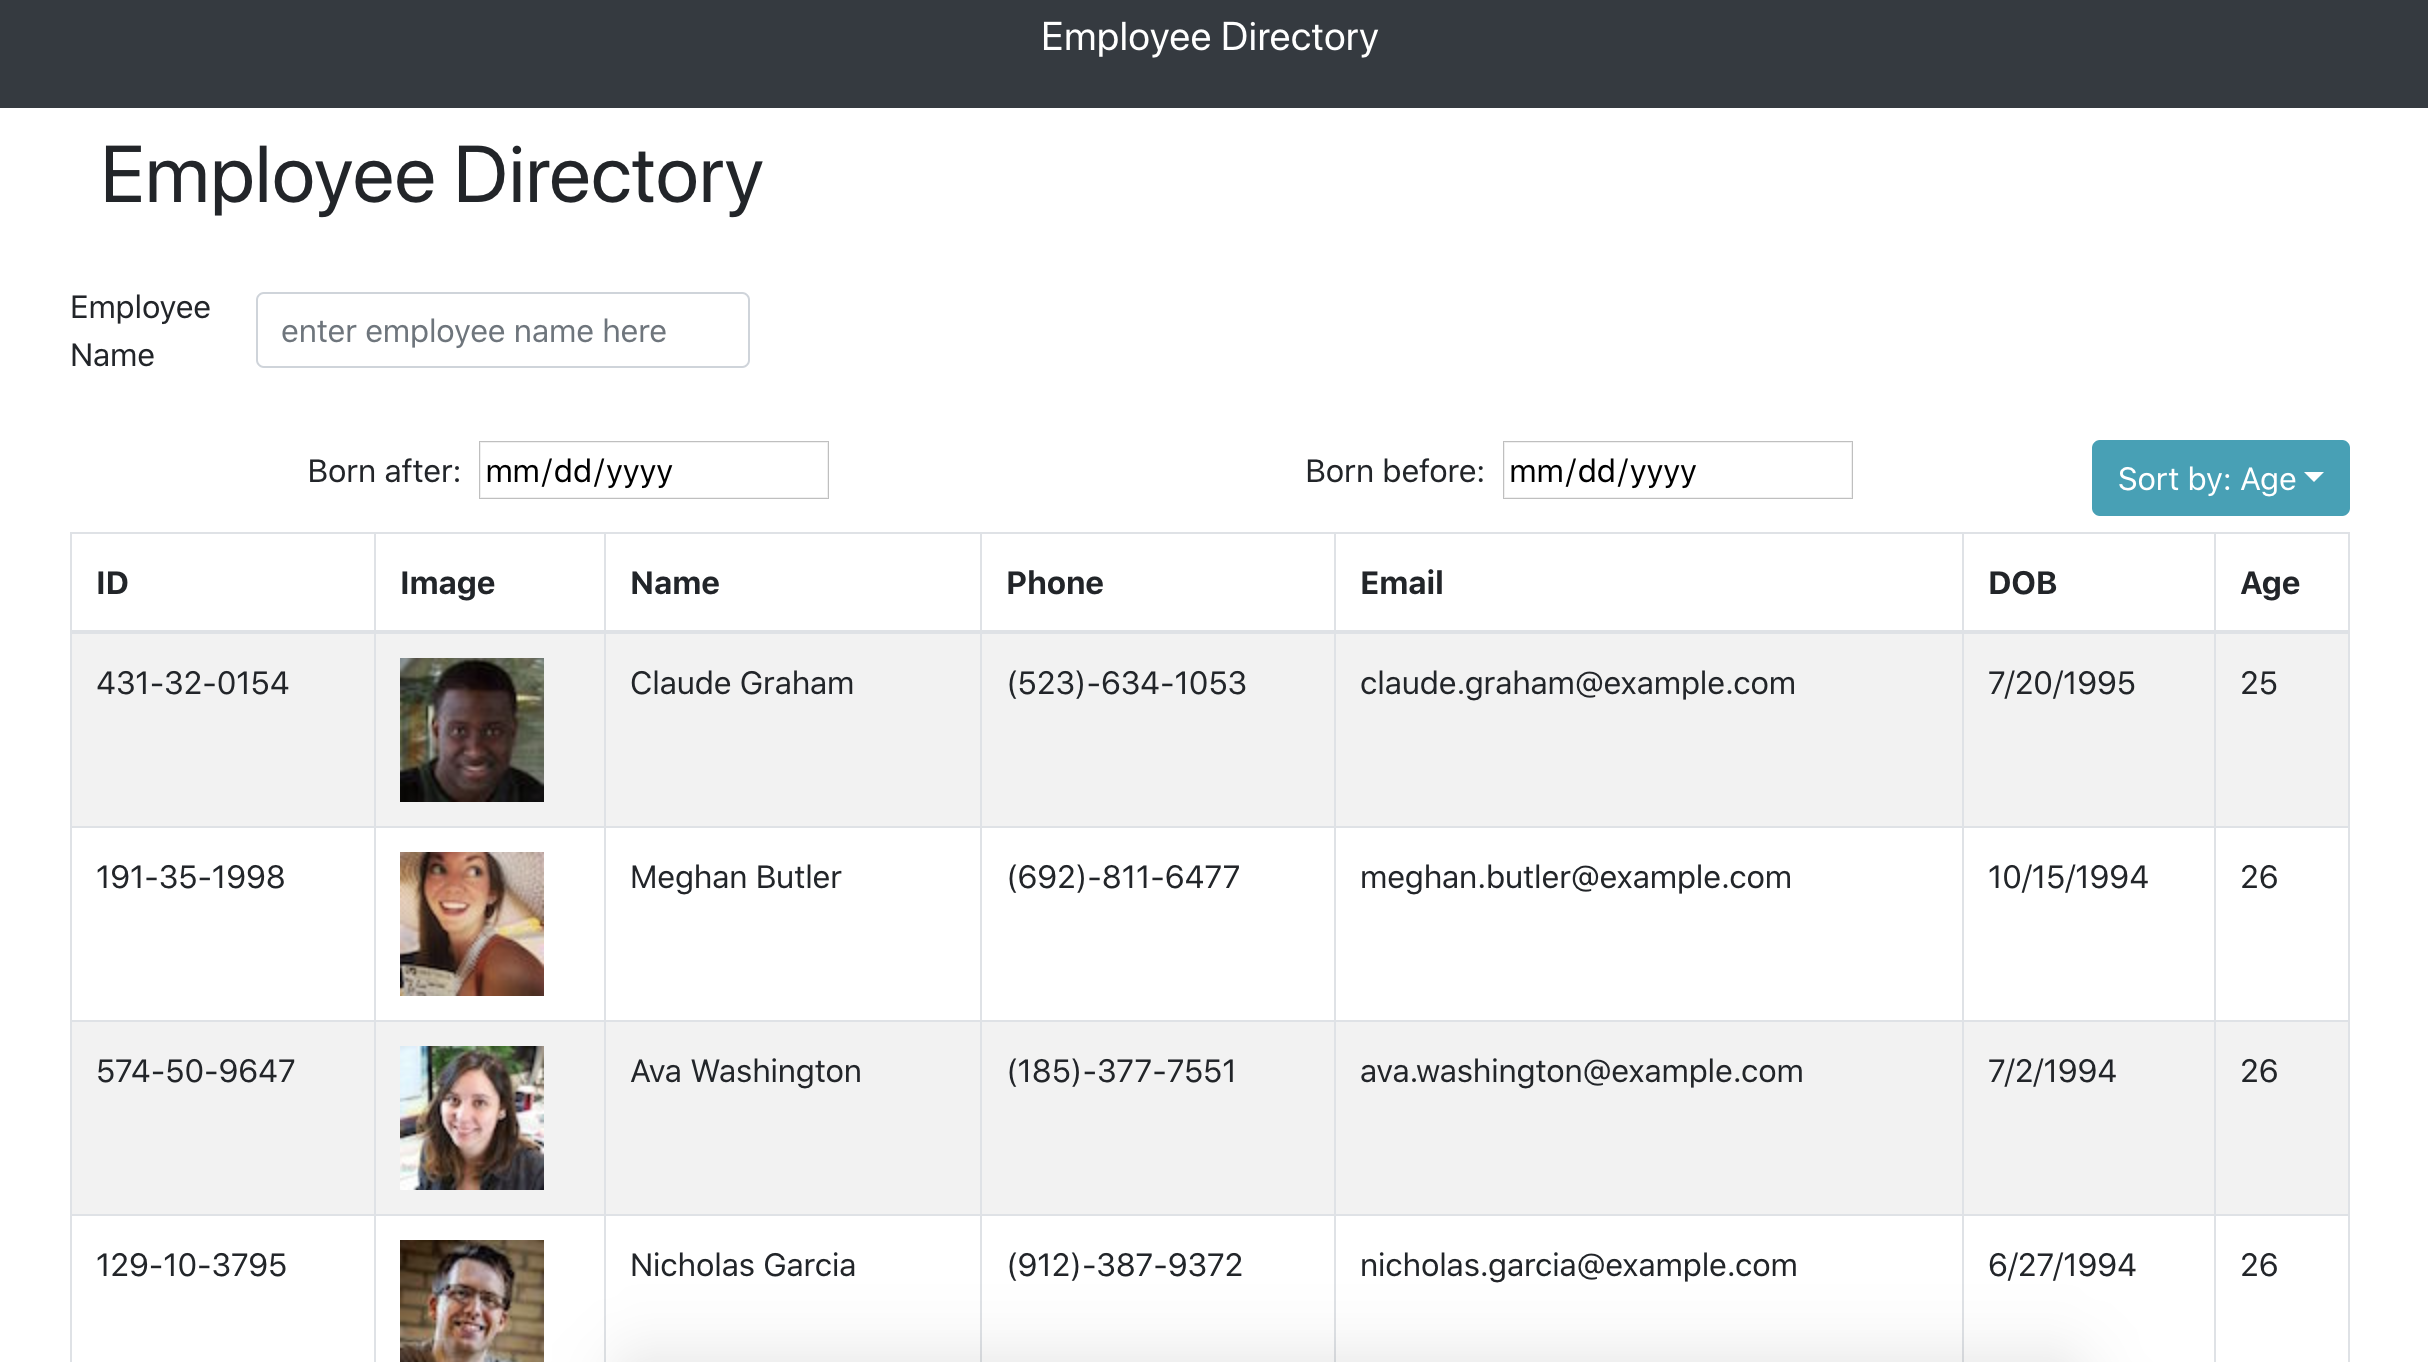 Employee Directory
Employee Directory
Employee
Name
enter employee name here
Born after: mm/dd/yyyy Born before: mm/dd/yyyy Sort by: Age
ID Image Name Phone Email DOB Age
431-32-0154 Claude Graham (523)-634-1053 claude.graham@example.com 7/20/1995 25
191-35-1998 Meghan Butler (692)-811-6477 meghan.butler@example.com 10/15/1994 26
574-50-9647 Ava Washington (185)-377-7551 ava.washington@example.com 7/2/1994 26
129-10-3795 Nicholas Garcia (912)-387-9372 nicholas.garcia@example.com 6/27/1994 26